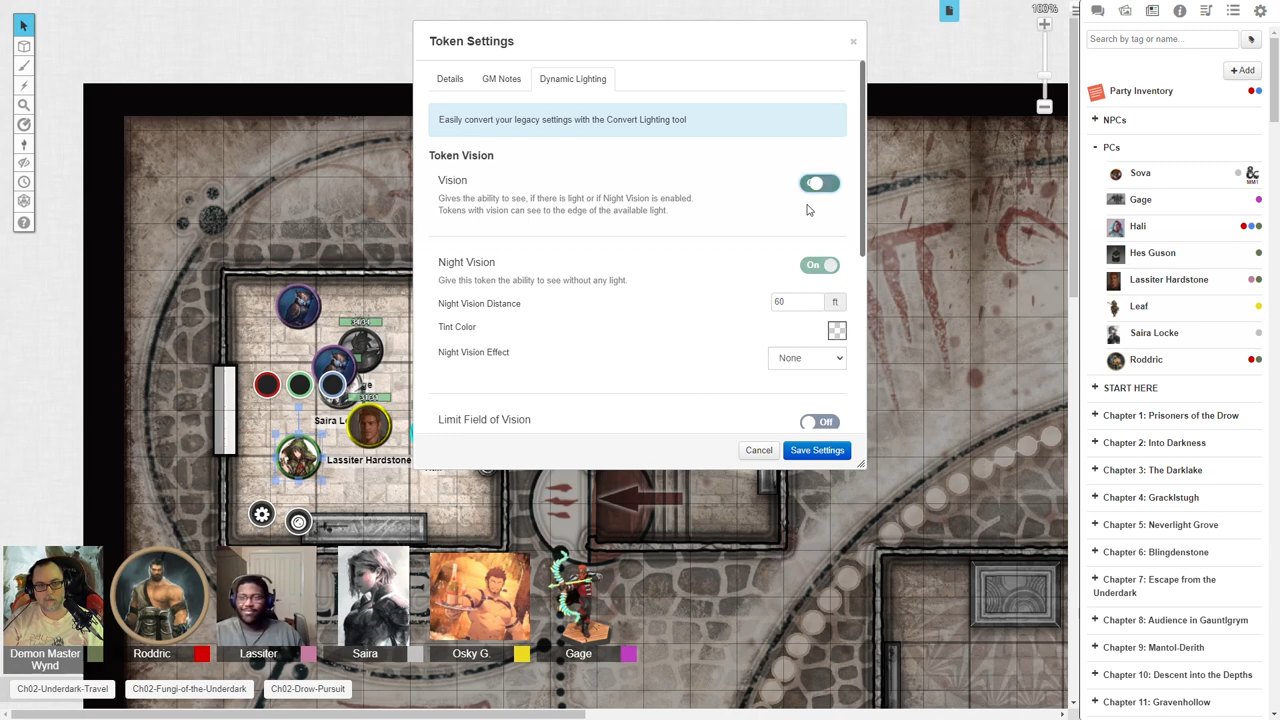 100%
Token Settings
×
Details
GM Notes
Dynamic Lighting
Easily convert your legacy settings with the Convert Lighting tool
Token Vision
Vision
Gives the ability to see, if there is light or if Night Vision is enabled.
Tokens with vision can see to the edge of the available light.
Night Vision
On
Give this token the ability to see without any light.
Night Vision Distance
60
ft
Tint Color
Night Vision Effect
None
Limit Field of Vision
Off
Cancel
Save Settings
Search by tag or name...
+ Add
Party Inventory
+ NPCs
- PCs
Sova
&
MM1
Gage
Hali
Hes Guson
Lassiter Hardstone
Leaf
Saira Locke
Roddric
+ START HERE
+ Chapter 1: Prisoners of the Drow
+ Chapter 2: Into Darkness
+ Chapter 3: The Darklake
+ Chapter 4: Gracklstugh
+ Chapter 5: Neverlight Grove
+ Chapter 6: Blingdenstone
+ Chapter 7: Escape from the
Underdark
+ Chapter 8: Audience in Gauntlgrym
+ Chapter 9: Mantol-Derith
+ Chapter 10: Descent into the Depths
+ Chapter 11: Gravenhollow
Saira Lo
Lassiter Hardstone
Demon Master
Wynd
Roddric
Lassiter
Saira
Osky G.
Gage
Ch02-Underdark-Travel
Ch02-Fungi-of-the-Underdark
Ch02-Drow-Pursuit